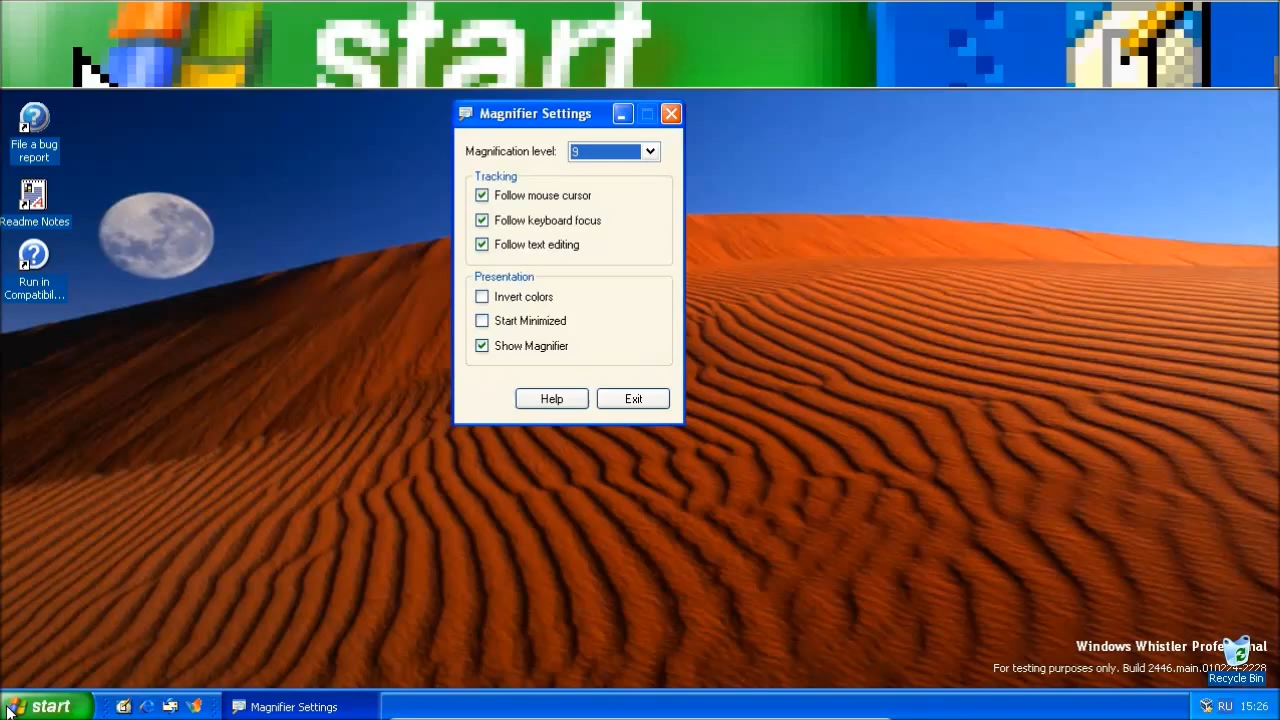 start
Magnifier Settings
File a bug
report
Readme Notes
Run in
Compatibil...
Magnification level:
9
Tracking
Follow mouse cursor
Follow keyboard focus
Follow text editing
Presentation
Invert colors
Start Minimized
Show Magnifier
Help
Exit
Windows Whistler Professional
For testing purposes only. Build 2446.main.010224-2228
Recycle Bin
start
Magnifier Settings
RU
15:26